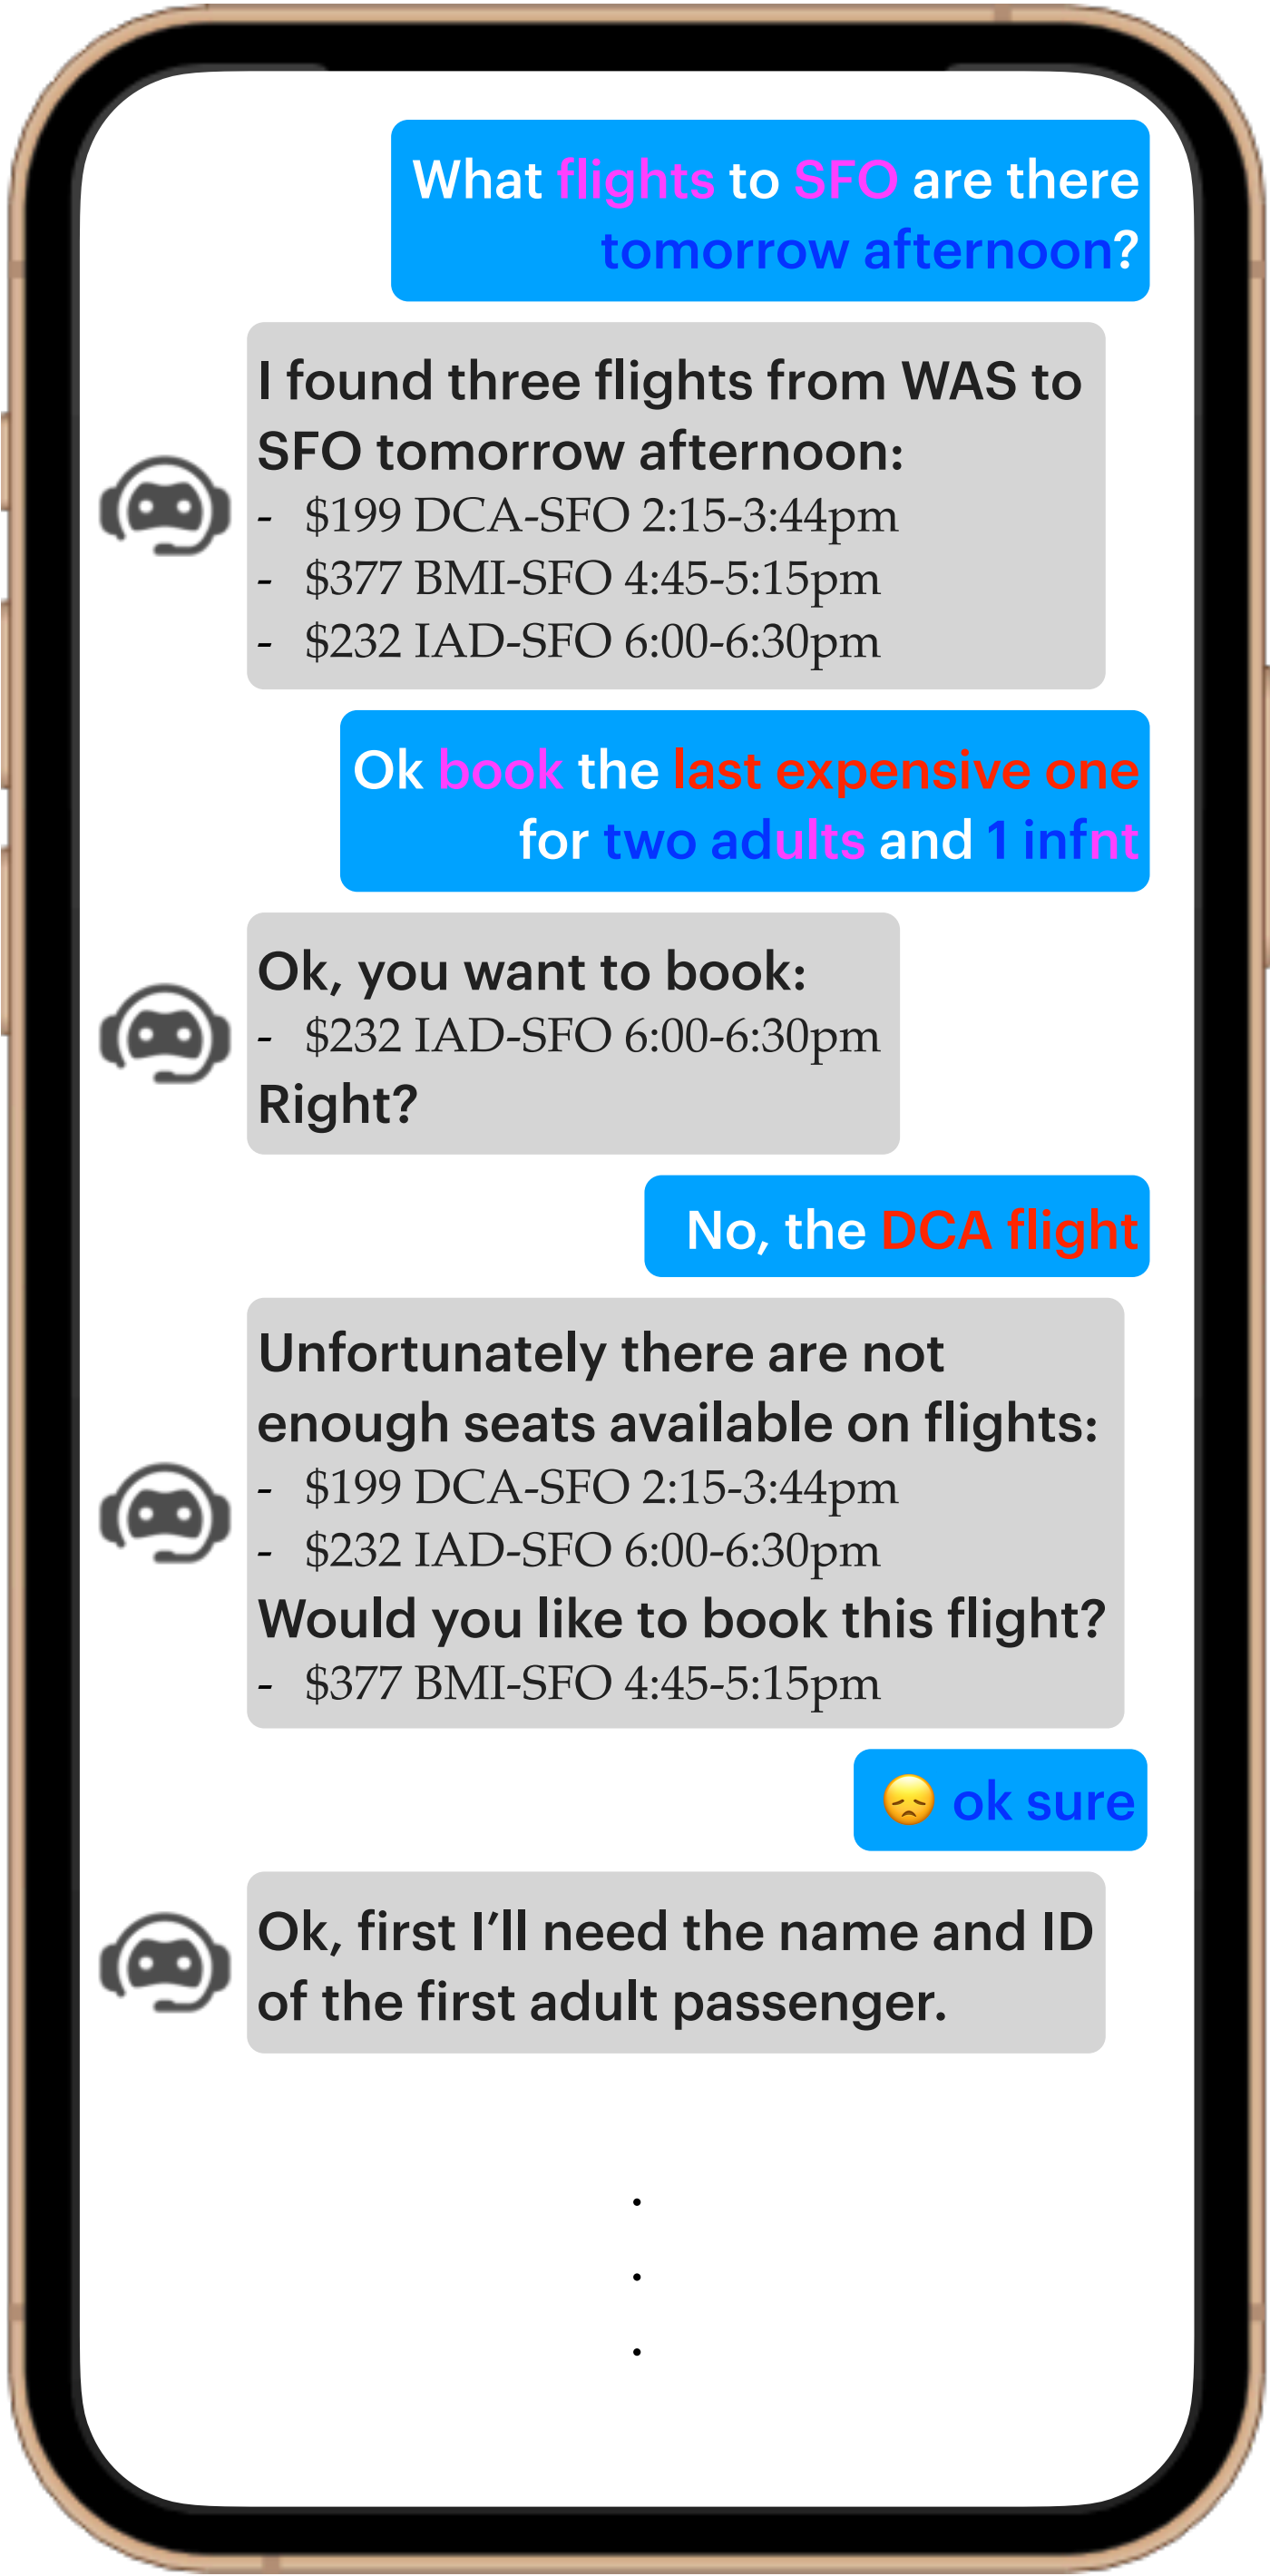 What flights to SFO are there
tomorrow afternoon?
I found three flights from WAS to
SFO tomorrow afternoon:
- $199 DCA-SFO 2:15-3:44pm
- $377 BMI-SFO 4:45-5:15pm
- $232 IAD-SFO 6:00-6:30pm
Ok book the last expensive one
for two adults and 1 infnt
Ok, you want to book:
- $232 IAD-SFO 6:00-6:30pm
Right?
No, the DCA flight
Unfortunately there are not
enough seats available on flights:
- $199 DCA-SFO 2:15-3:44pm
- $232 IAD-SFO 6:00-6:30pm
Would you like to book this flight?
- $377 BMI-SFO 4:45-5:15pm
😞 ok sure
Ok, first I’ll need the name and ID
of the first adult passenger.
.
.
.